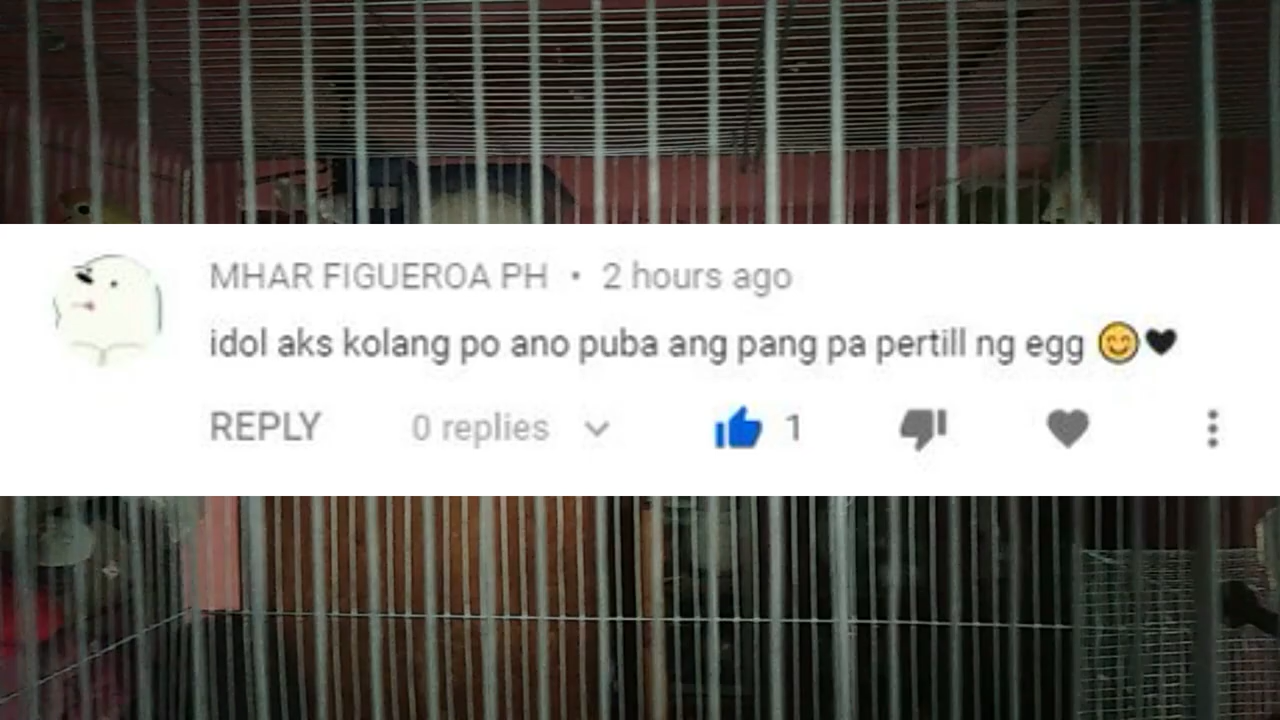 MHAR FIGUEROA PH • 2 hours ago
idol aks kolang po ano puba ang pang pa pertill ng egg 😊🖤
REPLY 0 replies 1